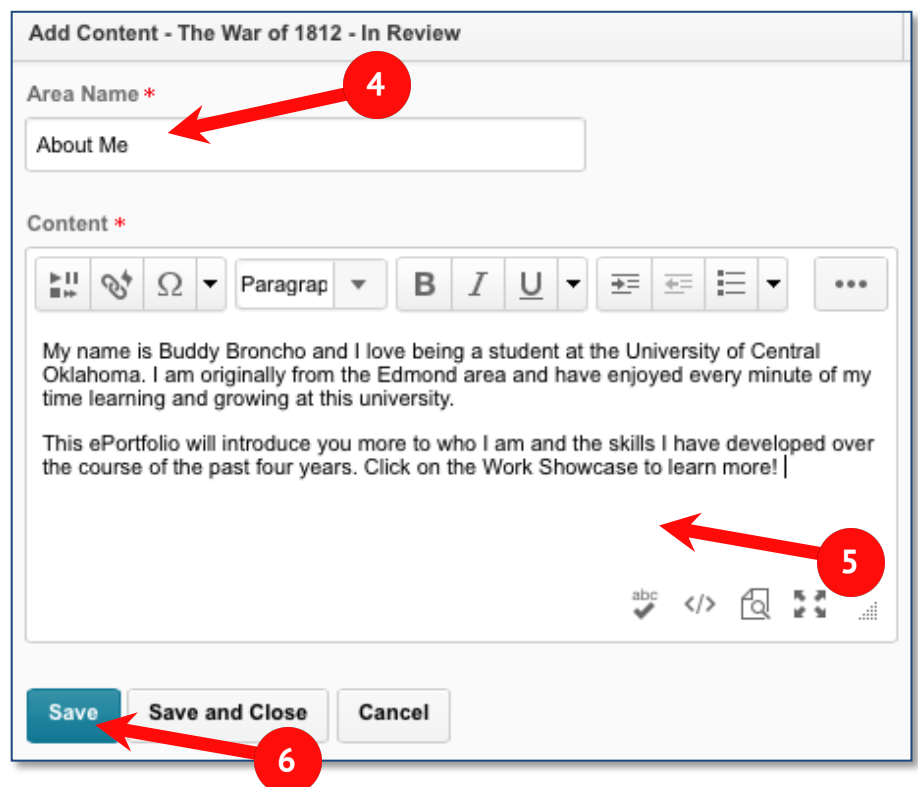 Add Content - The War of 1812 - In Review
4
Area Name *
About Me
Content *
Ω Paragrap B I U •••
My name is Buddy Broncho and I love being a student at the University of Central
Oklahoma. I am originally from the Edmond area and have enjoyed every minute of my
time learning and growing at this university.
This ePortfolio will introduce you more to who I am and the skills I have developed over
the course of the past four years. Click on the Work Showcase to learn more!
5
abc </>
Save Save and Close Cancel
6